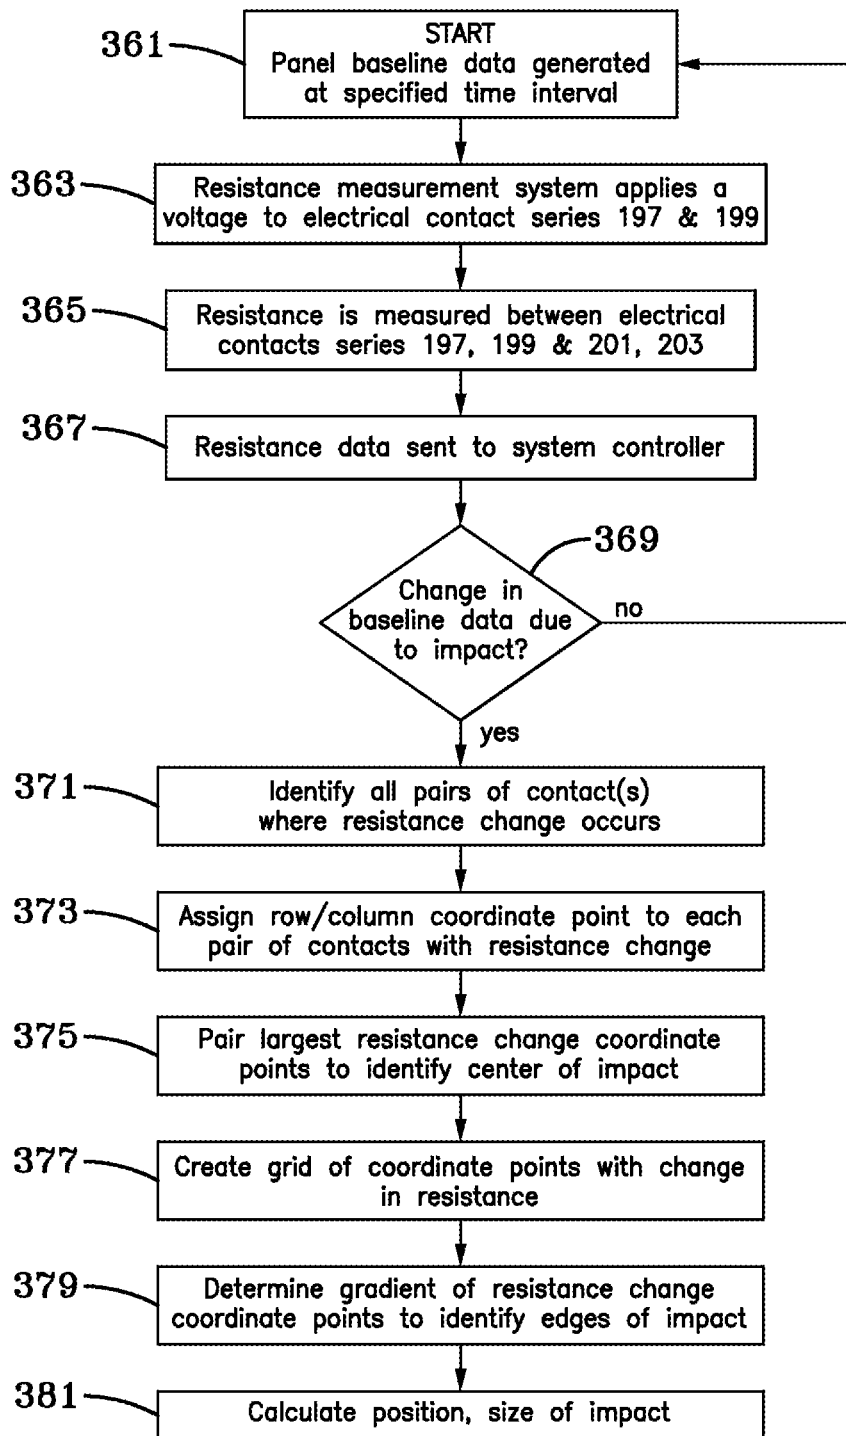 361
START
Panel baseline data generated
at specified time interval
363
Resistance measurement system applies a
voltage to electrical contact series 197 & 199
365
Resistance is measured between electrical
contacts series 197, 199 & 201, 203
367
Resistance data sent to system controller
369
Change in
baseline data due
to impact?
no
yes
371
Identify all pairs of contact(s)
where resistance change occurs
373
Assign row/column coordinate point to each
pair of contacts with resistance change
375
Pair largest resistance change coordinate
points to identify center of impact
377
Create grid of coordinate points with change
in resistance
379
Determine gradient of resistance change
coordinate points to identify edges of impact
381
Calculate position, size of impact